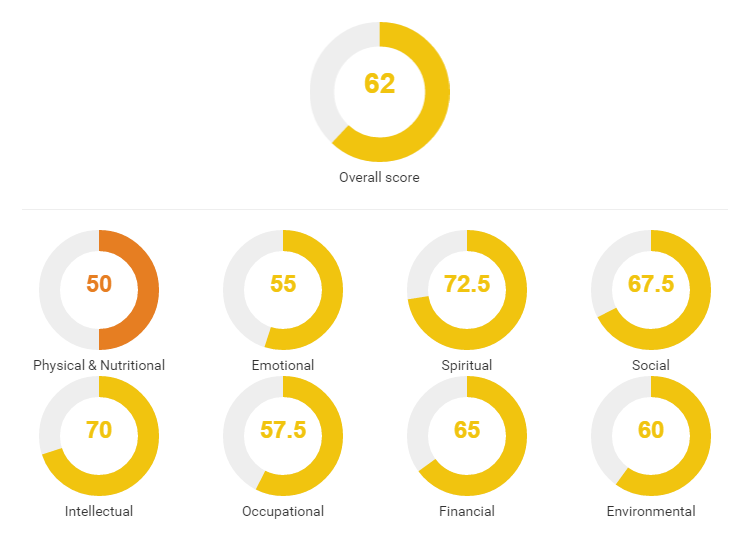 62
Overall score
50
55
72.5
67.5
Physical & Nutritional
Emotional
Spiritual
Social
70
57.5
65
60
Intellectual
Occupational
Financial
Environmental